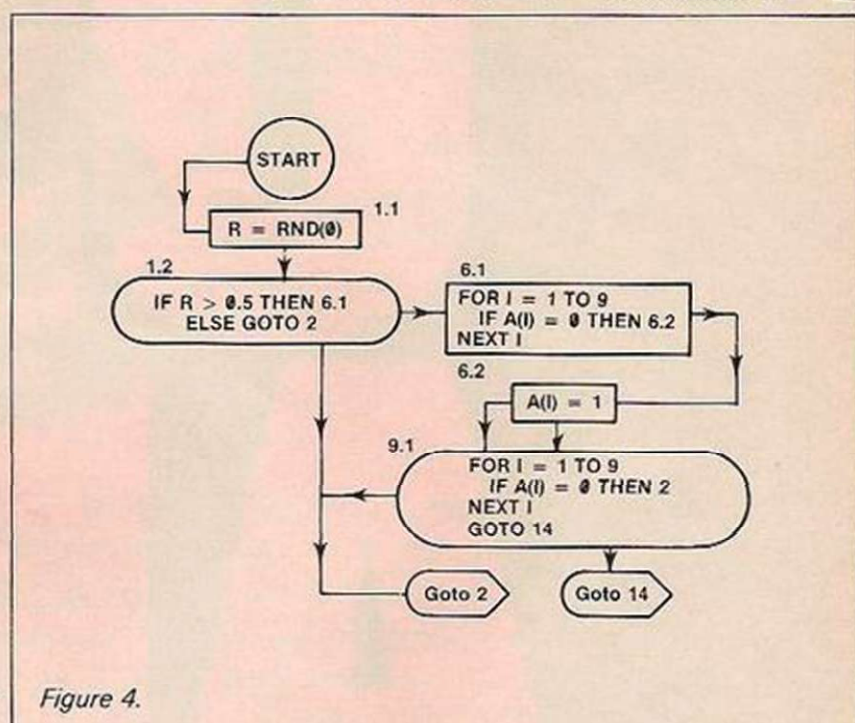 START
1.1
R = RND(0)
1.2
IF R > 0.5 THEN 6.1
ELSE GOTO 2
6.1
FOR I = 1 TO 9
IF A(I) = 0 THEN 6.2
NEXT I
6.2
A(I) = 1
9.1
FOR I = 1 TO 9
IF A(I) = 0 THEN 2
NEXT I
GOTO 14
Goto 2
Goto 14
Figure 4.